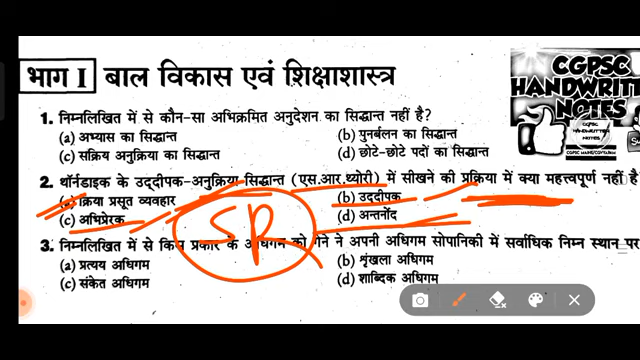 भाग I बाल विकास एवं शिक्षाशास्त्र
CGPSC
HANDWRITTEN
NOTES
1. निम्नलिखित में से कौन-सा अभिक्रमित अनुदेशन का सिद्धान्त नहीं है?
(a) अभ्यास का सिद्धान्त (b) पुनर्बलन का सिद्धान्त
(c) सक्रिय अनुक्रिया का सिद्धान्त (d) छोटे-छोटे पदों का सिद्धान्त
2. थॉर्नडाइक के उद्‌दीपक-अनुक्रिया सिद्धान्त (एस.आर.थ्योरी) में सीखने की प्रक्रिया में क्या महत्त्वपूर्ण नहीं है
क्रिया प्रसूत व्यवहार (b) उद्‌दीपक
(c) अभिप्रेरक (d) अन्तर्नोद
SR
3. निम्नलिखित में से किस प्रकार के अधिगम को गेने ने अपनी अधिगम सोपानिकी में सर्वाधिक निम्न स्थान पर
(a) प्रत्यय अधिगम (b) शृंखला अधिगम
(c) संकेत अधिगम (d) शाब्दिक अधिगम